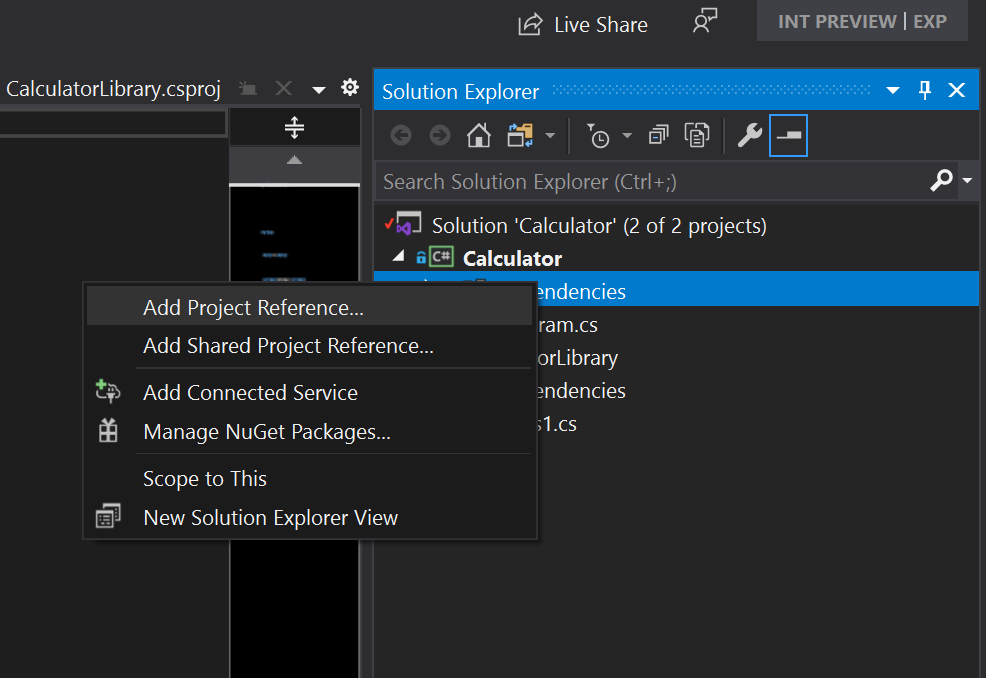 Live Share
INT PREVIEW | EXP
CalculatorLibrary.csproj
Solution Explorer
Search Solution Explorer (Ctrl+;)
Solution 'Calculator' (2 of 2 projects)
C# Calculator
endencies
ram.cs
orLibrary
endencies
s1.cs
Add Project Reference...
Add Shared Project Reference...
Add Connected Service
Manage NuGet Packages...
Scope to This
New Solution Explorer View